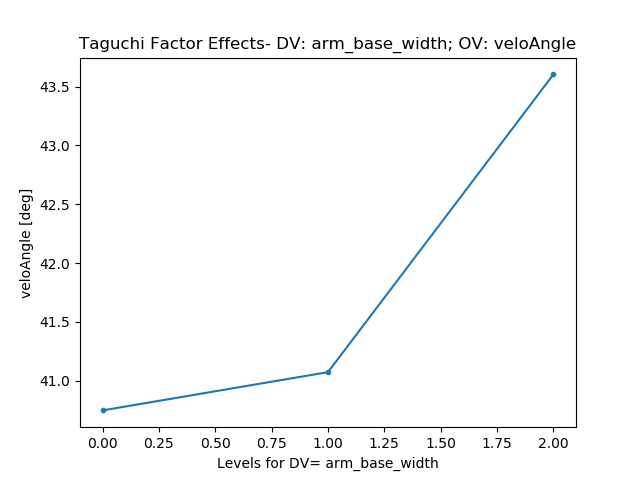 Taguchi Factor Effects- DV: arm_base_width; OV: veloAngle
veloAngle [deg]
43.5
43.0
42.5
42.0
41.5
41.0
0.00 0.25 0.50 0.75 1.00 1.25 1.50 1.75 2.00
Levels for DV= arm_base_width